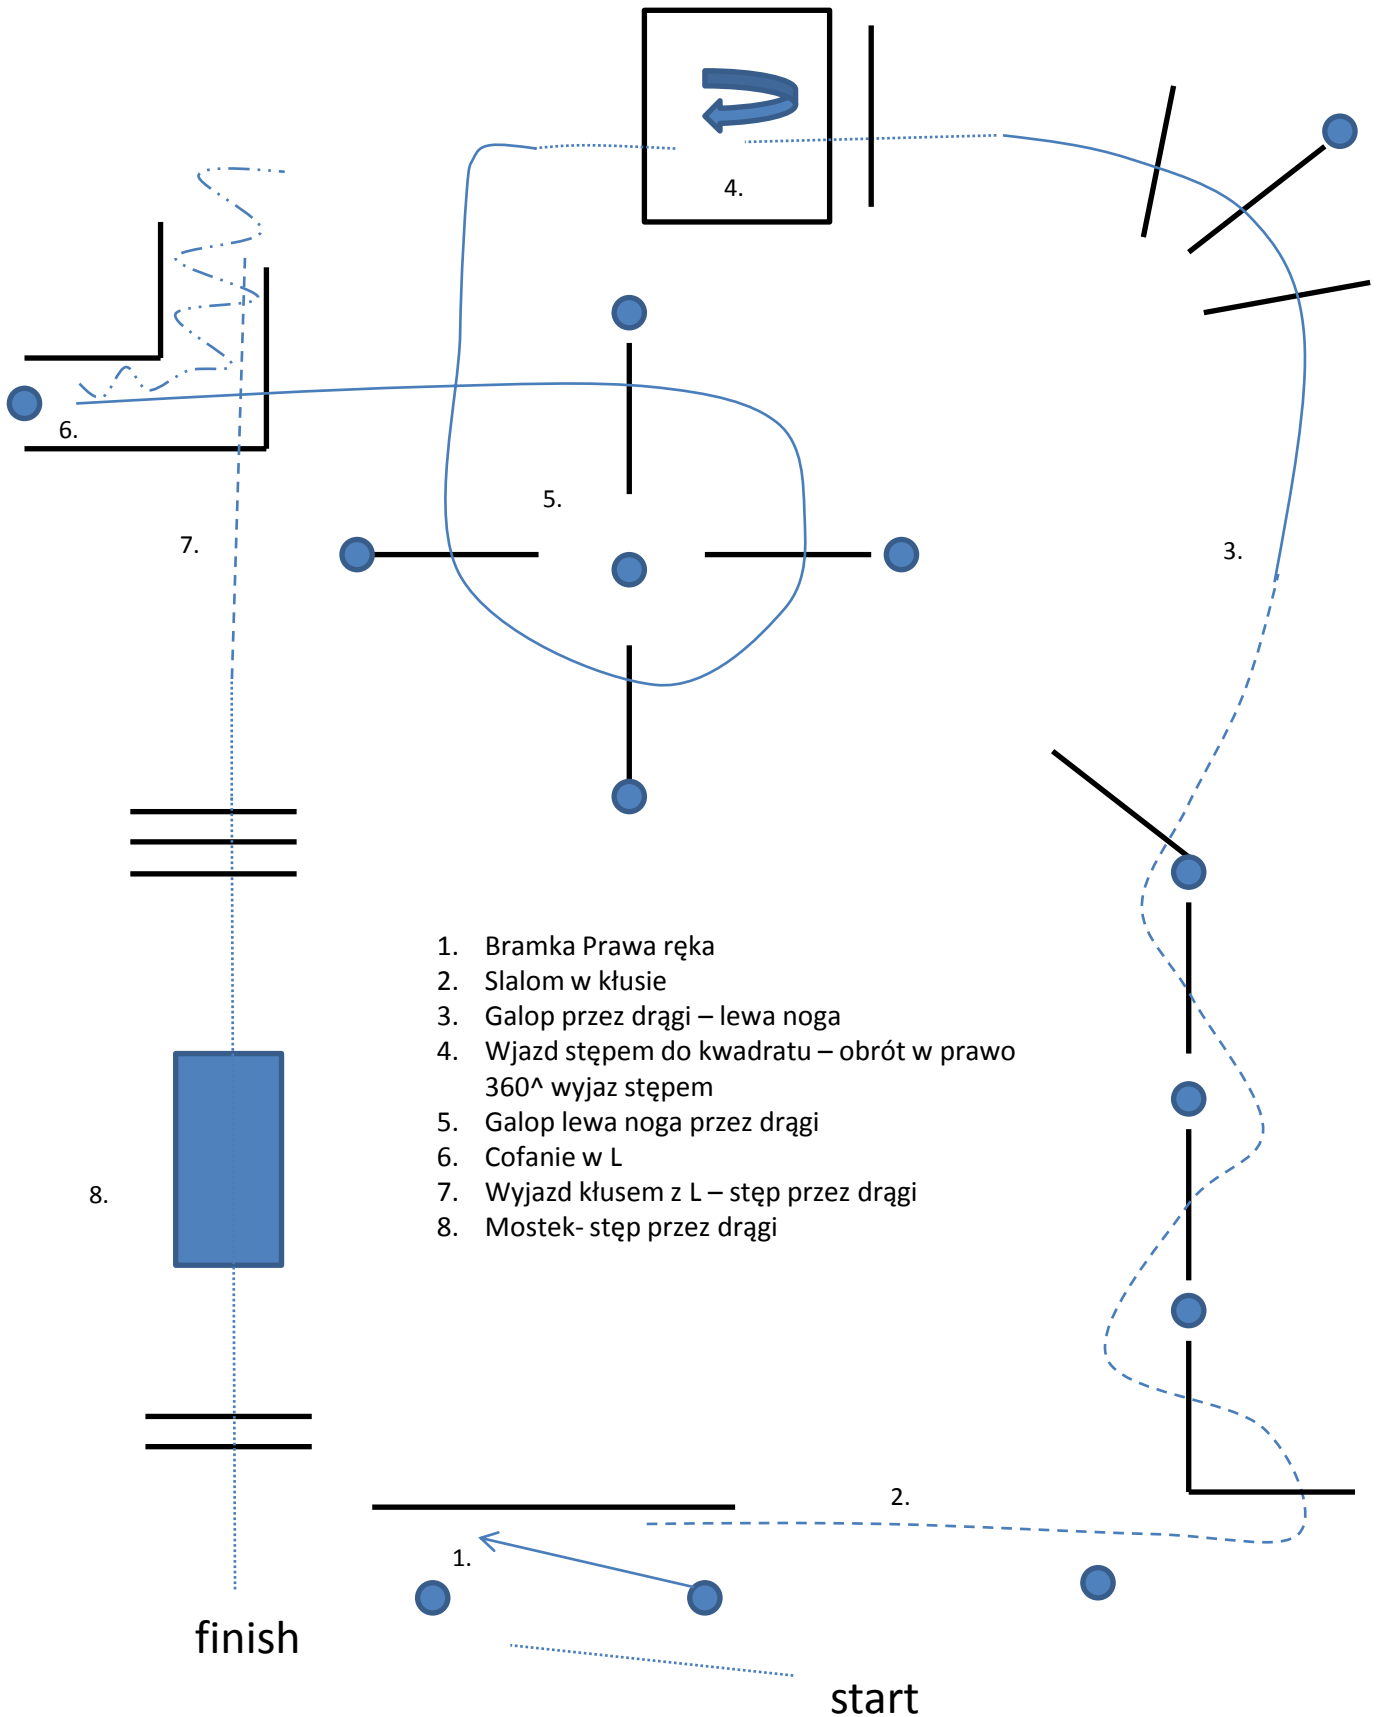 4.
3.
5.
6.
7.
1. Bramka Prawa ręka
2. Slalom w kłusie
3. Galop przez drągi – lewa noga
4. Wjazd stępem do kwadratu – obrót w prawo
360^ wyjaz stępem
5. Galop lewa noga przez drągi
6. Cofanie w L
7. Wyjazd kłusem z L – stęp przez drągi
8. Mostek- stęp przez drągi
8.
2.
1.
finish
start